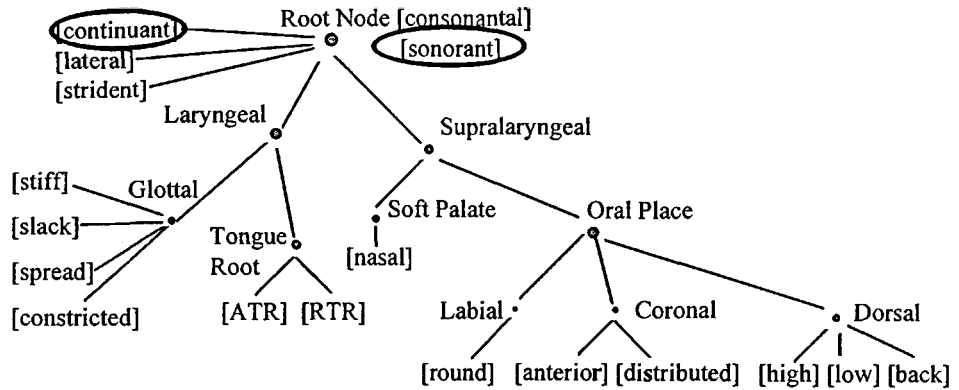 Root Node [consonantal]
[continuant]
[sonorant]
[lateral]
[strident]
Laryngeal
Supralaryngeal
[stiff]
Glottal
Soft Palate
Oral Place
[slack]
Tongue
Root
[nasal]
[spread]
[constricted]
[ATR] [RTR]
Labial
Coronal
Dorsal
[round]
[anterior] [distributed]
[high] [low] [back]